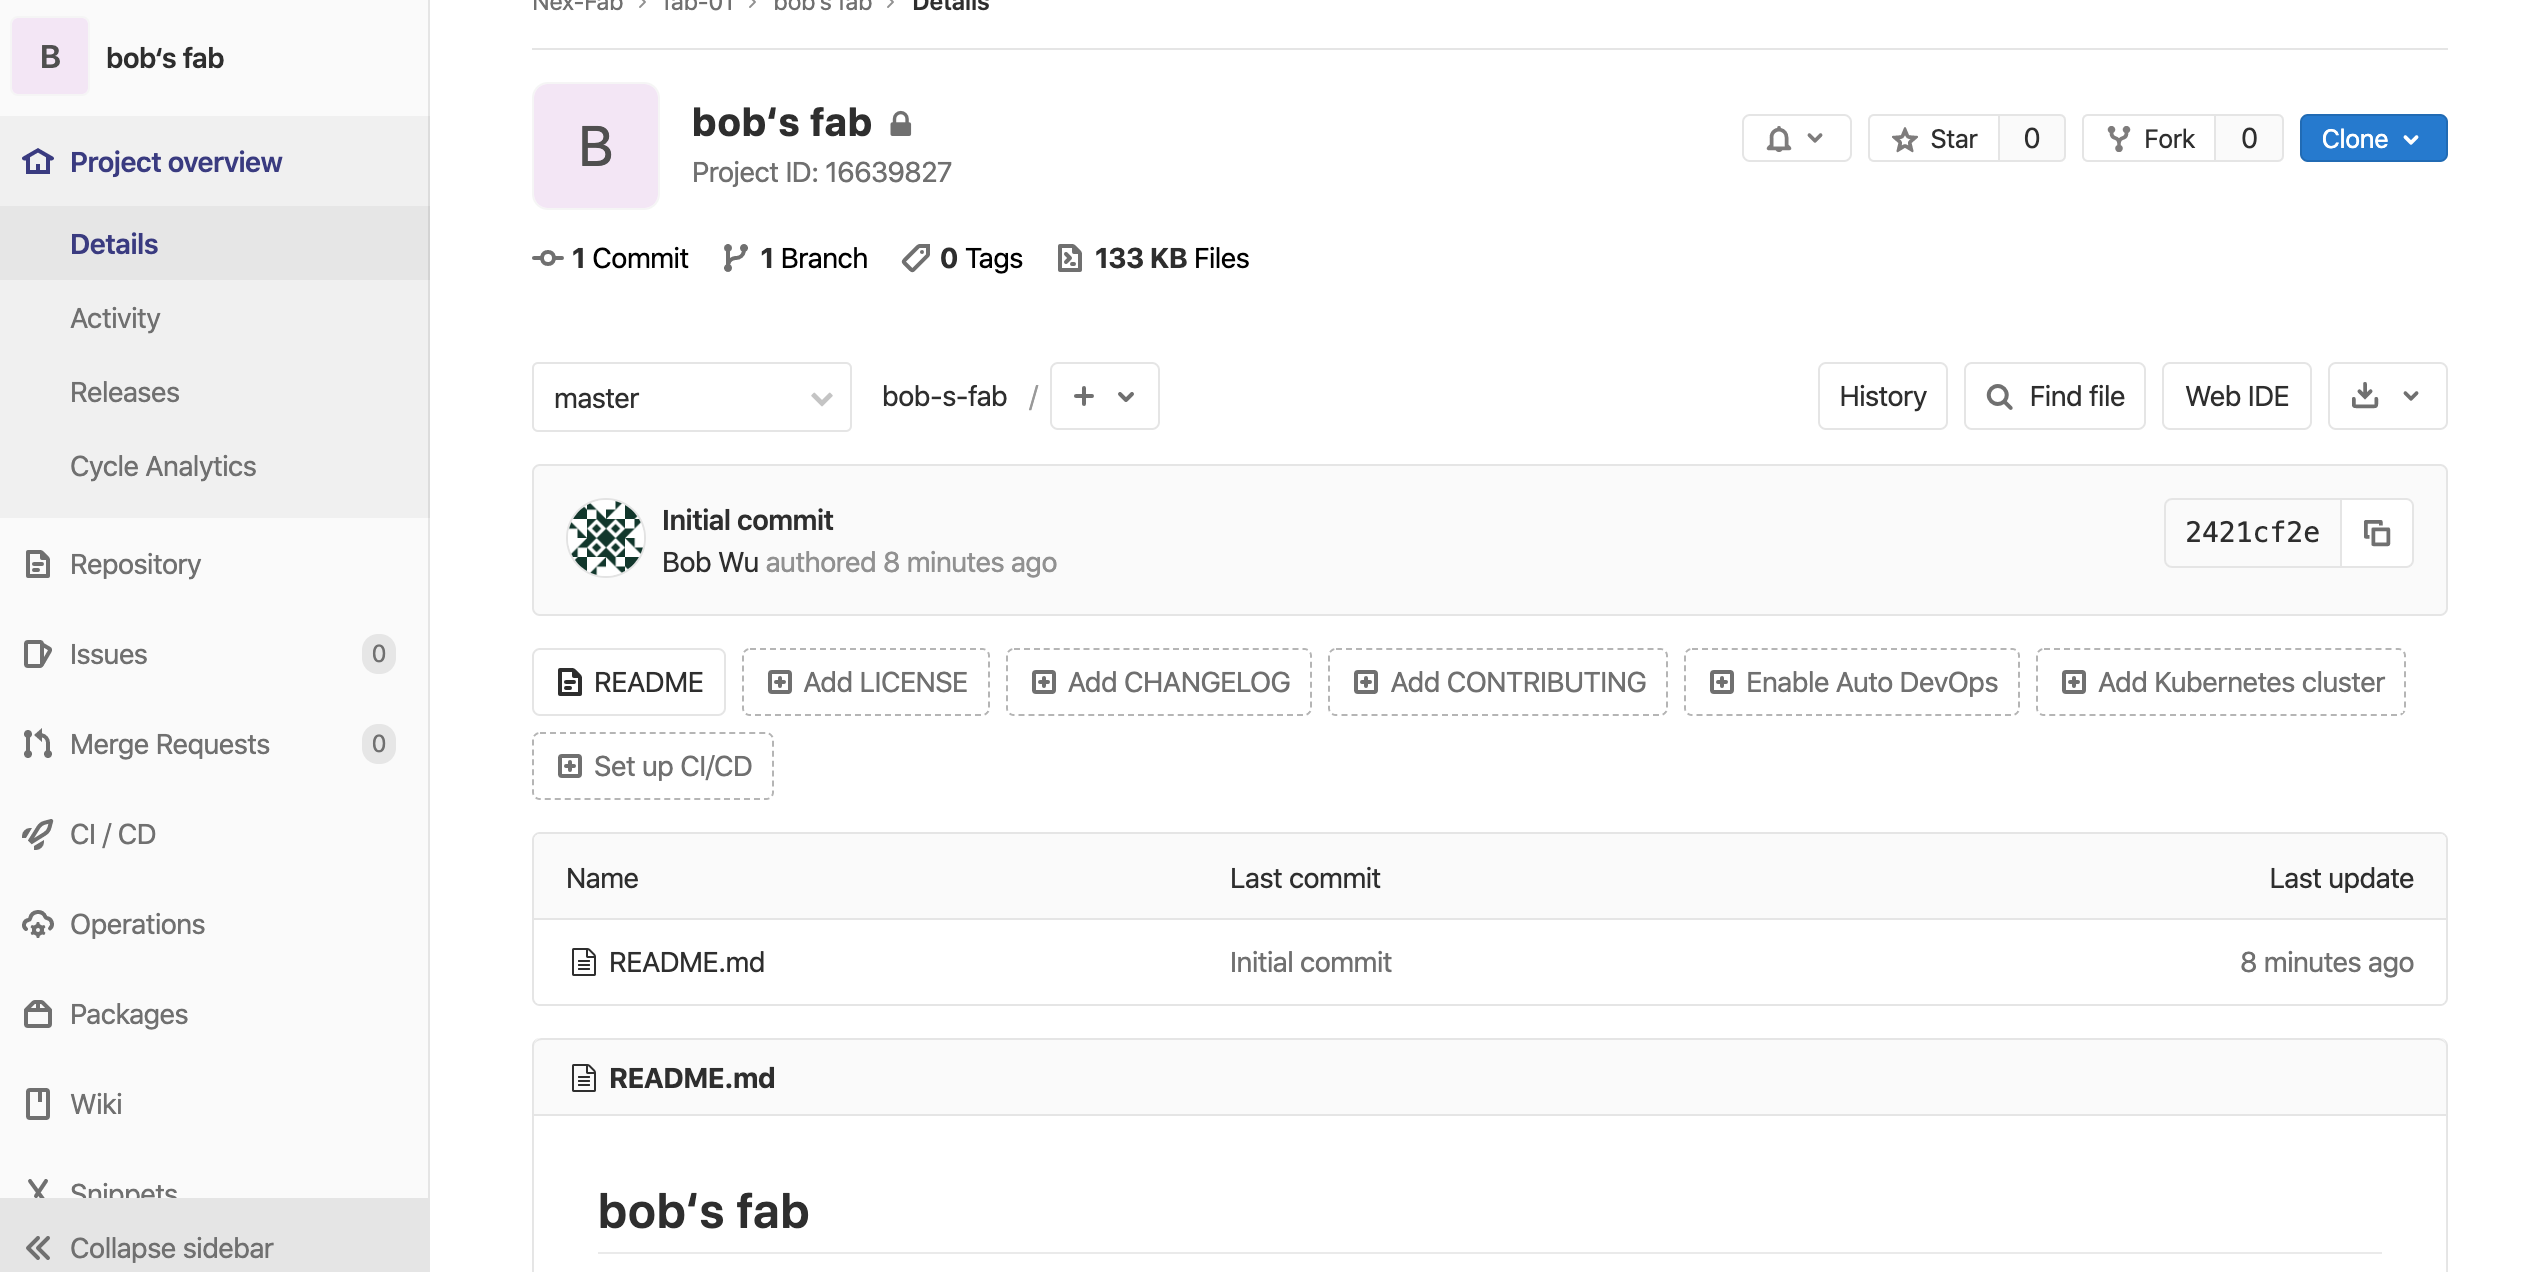 Nex-Fab > fab-01 > bob's fab > Details
B
bob‘s fab
Project overview
Details
Activity
Releases
Cycle Analytics
Repository
Issues 0
Merge Requests 0
CI / CD
Operations
Packages
Wiki
Snippets
Collapse sidebar
B
bob‘s fab
Project ID: 16639827
Star 0
Fork 0
Clone
1 Commit
1 Branch
0 Tags
133 KB Files
master
bob-s-fab / +
History
Find file
Web IDE
Initial commit
Bob Wu authored 8 minutes ago
2421cf2e
README
Add LICENSE
Add CHANGELOG
Add CONTRIBUTING
Enable Auto DevOps
Add Kubernetes cluster
Set up CI/CD
Name Last commit Last update
README.md Initial commit 8 minutes ago
README.md
bob‘s fab